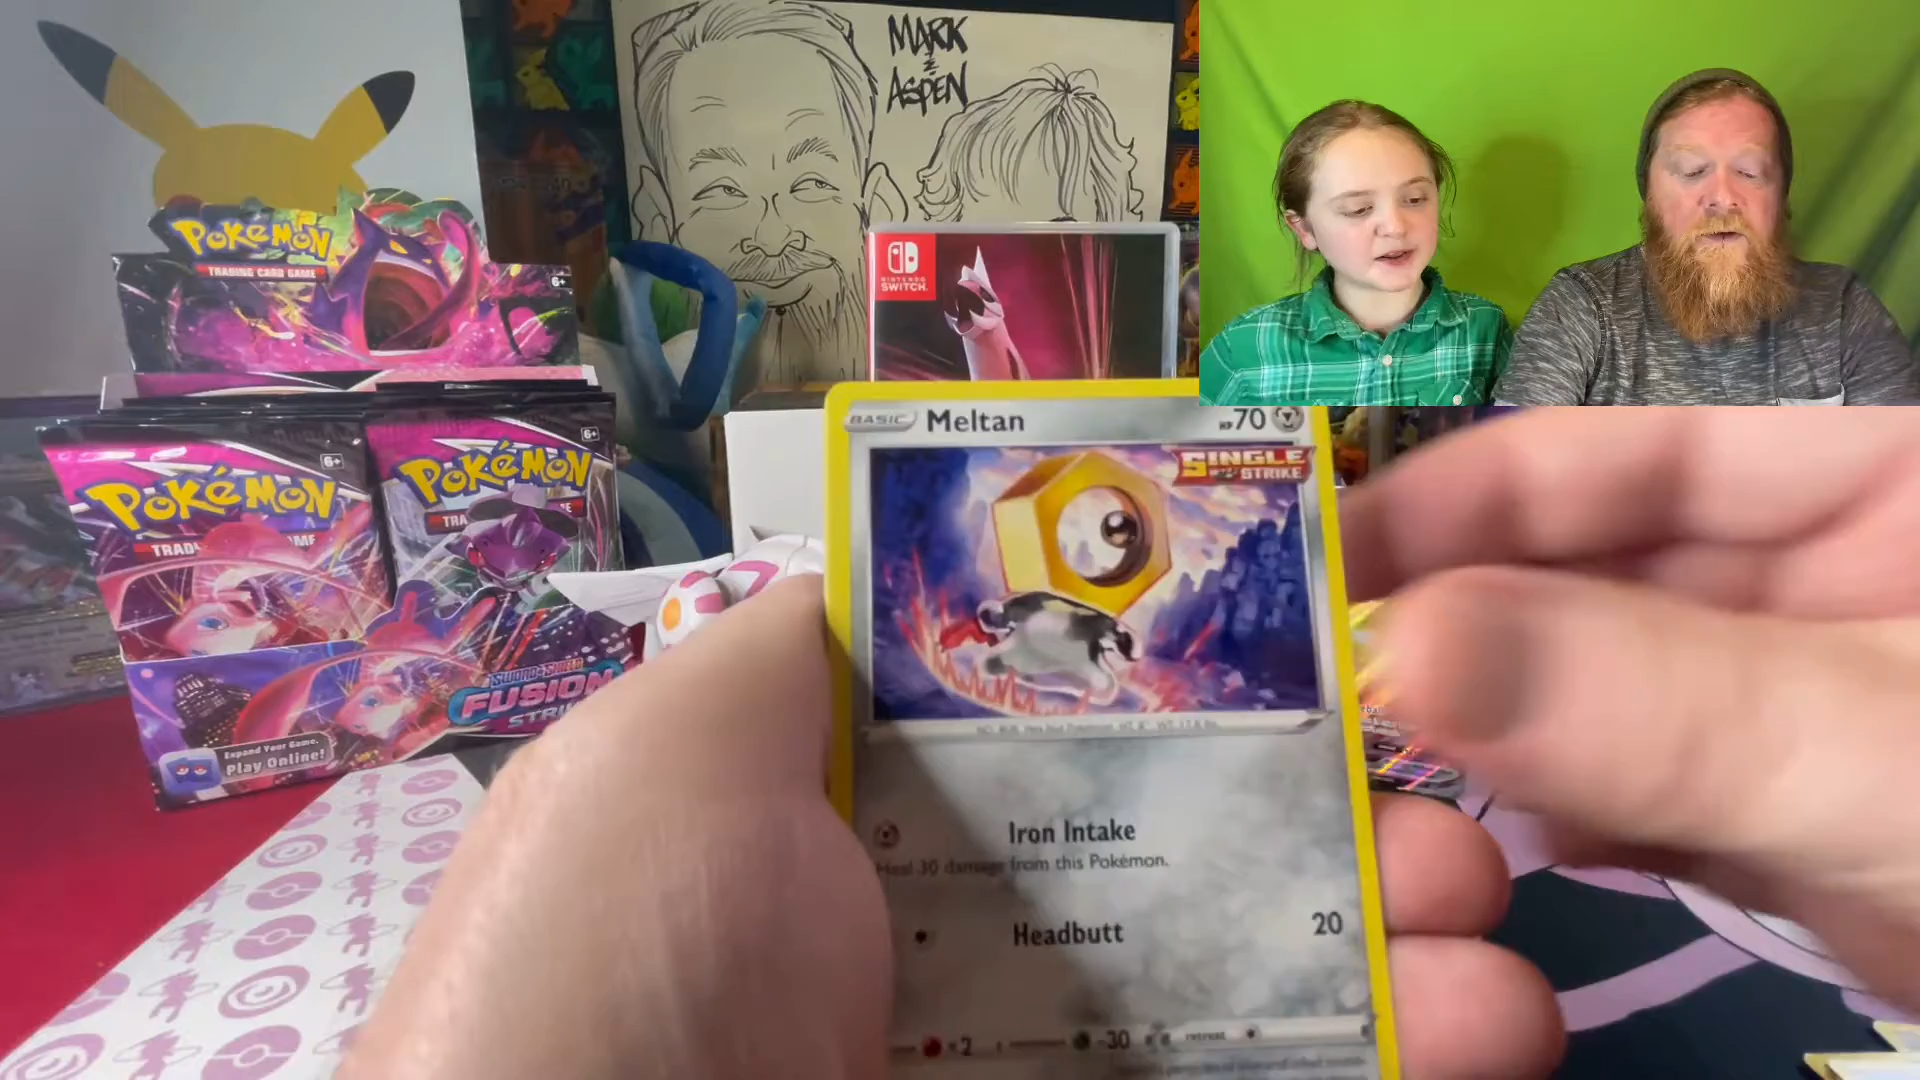 MARK
&
ASPEN
POKéMON
TRADING CARD GAME
6+
NINTENDO
SWITCH
6+
POKéMON
6+
POKéMON
SWORD & SHIELD
FUSION
STRIKE
Expand Your Game.
Play Online!
BASIC Meltan HP70
SINGLE
STRIKE
Iron Intake
Heal 30 damage from this Pokémon.
Headbutt 20
×2 -30 retreat